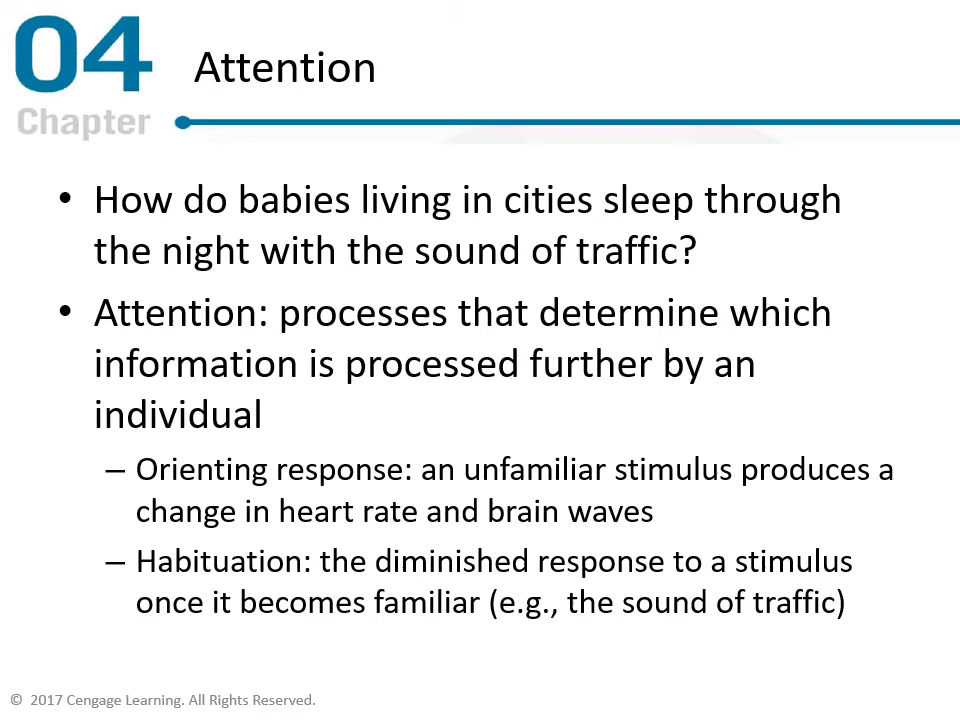 04
Chapter
Attention
• How do babies living in cities sleep through
the night with the sound of traffic?
• Attention: processes that determine which
information is processed further by an
individual
– Orienting response: an unfamiliar stimulus produces a
change in heart rate and brain waves
– Habituation: the diminished response to a stimulus
once it becomes familiar (e.g., the sound of traffic)
© 2017 Cengage Learning. All Rights Reserved.